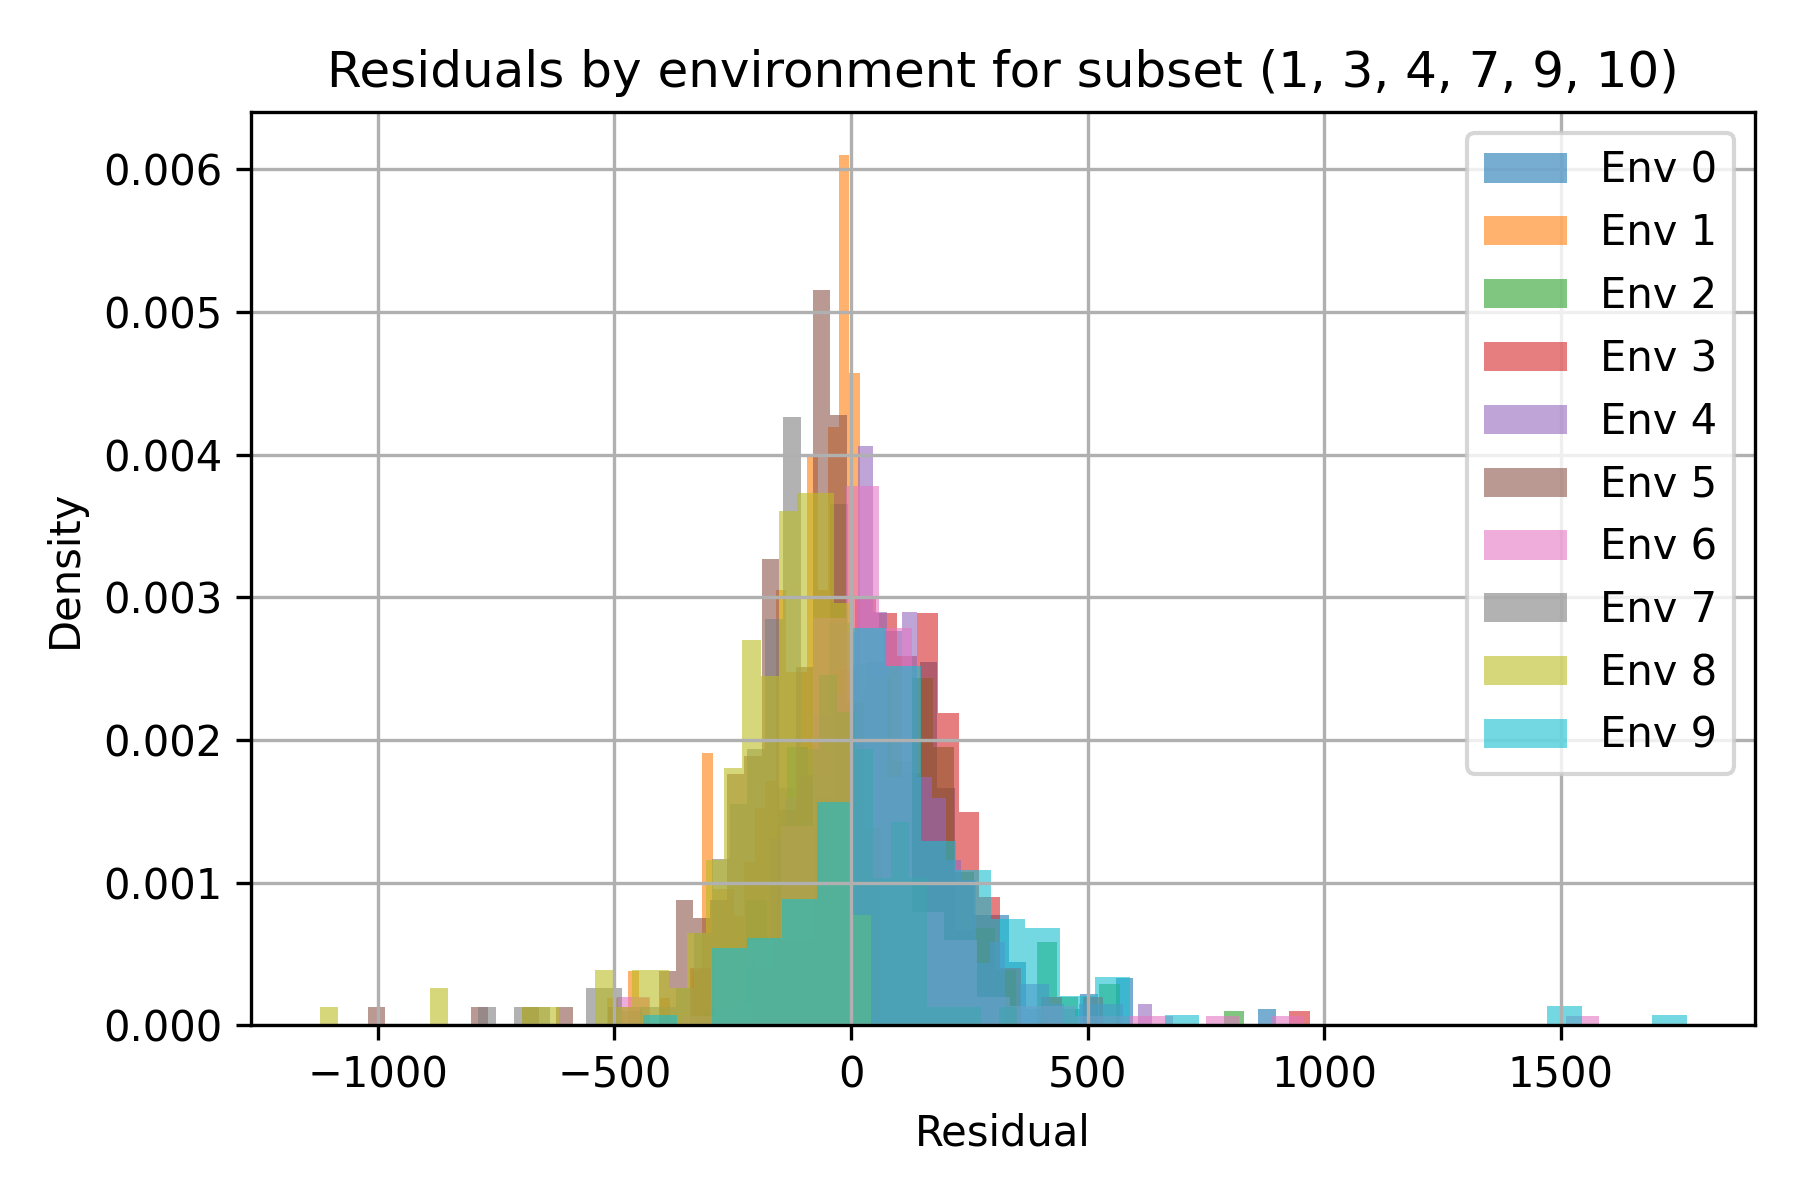 Residuals by environment for subset (1, 3, 4, 7, 9, 10)
0.006
0.005
0.004
0.003
0.002
0.001
0.000
Density
Env 0
Env 1
Env 2
Env 3
Env 4
Env 5
Env 6
Env 7
Env 8
Env 9
−1000
−500
0
500
1000
1500
Residual